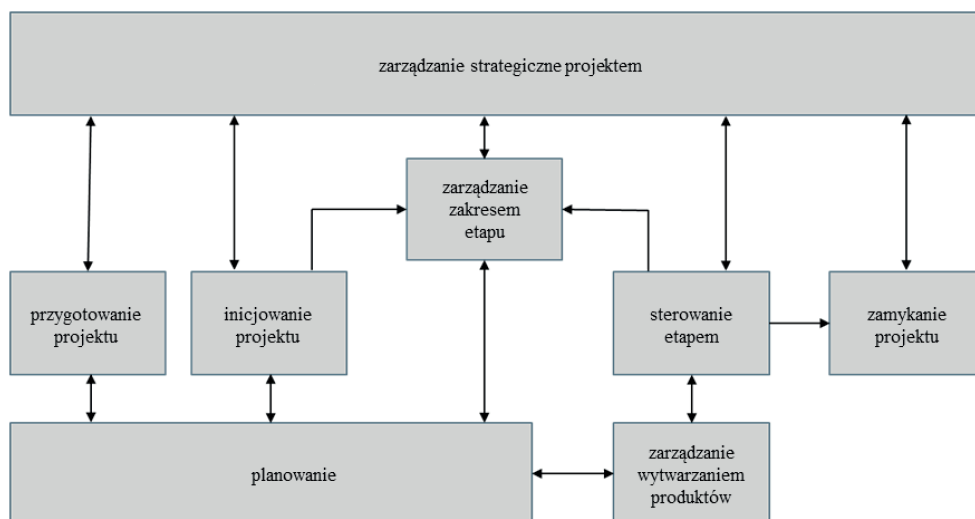 zarządzanie strategiczne projektem
zarządzanie
zakresem
etapu
przygotowanie
projektu
inicjowanie
projektu
sterowanie
etapem
zamykanie
projektu
planowanie
zarządzanie
wytwarzaniem
produktów